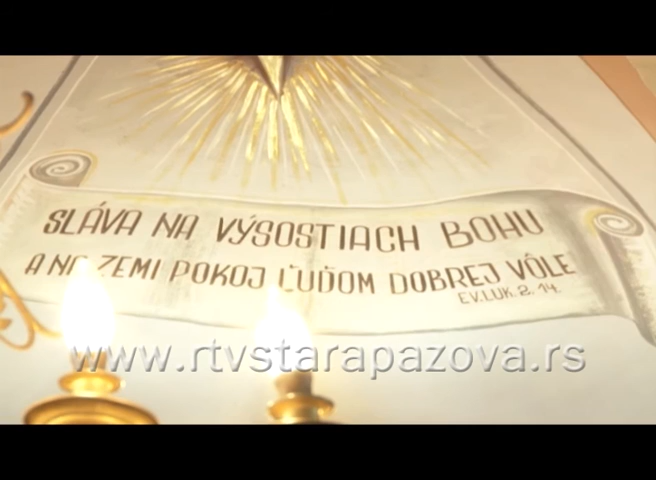 SLÁVA NA VÝSOSTIACH BOHU
A NA ZEMI POKOJ ĽUĎOM DOBREJ VÔLE
EV. LUK. 2, 14.
www.rtvstarapazova.rs